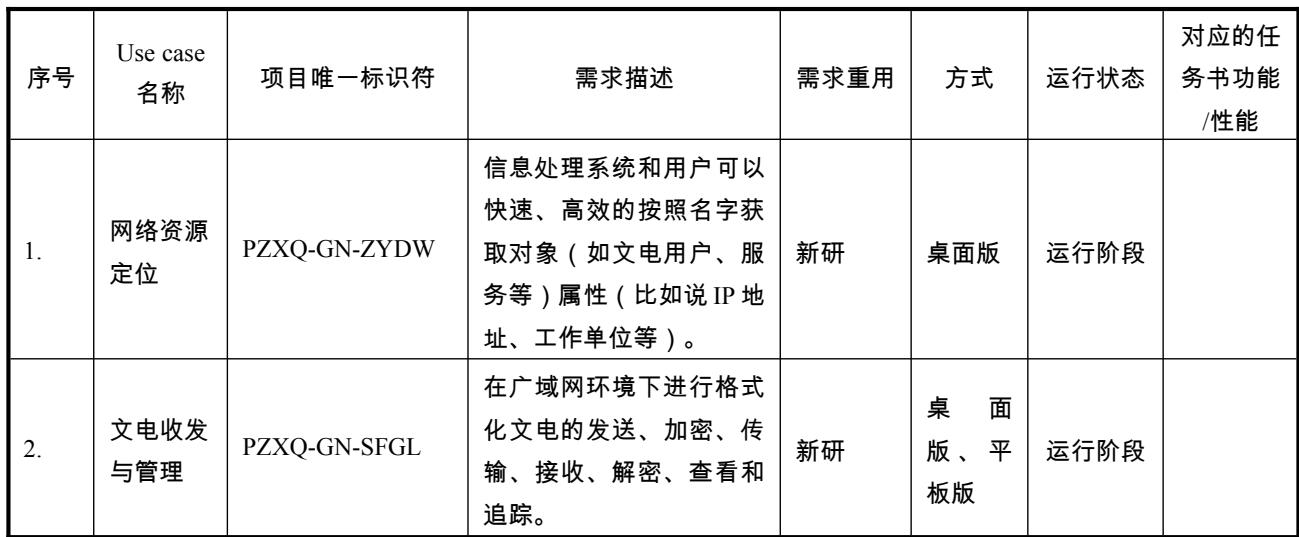 序号
Use case
名称
项目唯一标识符
需求描述
需求重用
方式
运行状态
对应的任
务书功能
/性能
1.
网络资源
定位
PZXQ-GN-ZYDW
信息处理系统和用户可以
快速、高效的按照名字获
取对象（如文电用户、服
务等）属性（比如说 IP 地
址、工作单位等）。
新研
桌面版
运行阶段
2.
文电收发
与管理
PZXQ-GN-SFGL
在广域网环境下进行格式
化文电的发送、加密、传
输、接收、解密、查看和
追踪。
新研
桌面
版、平
板版
运行阶段